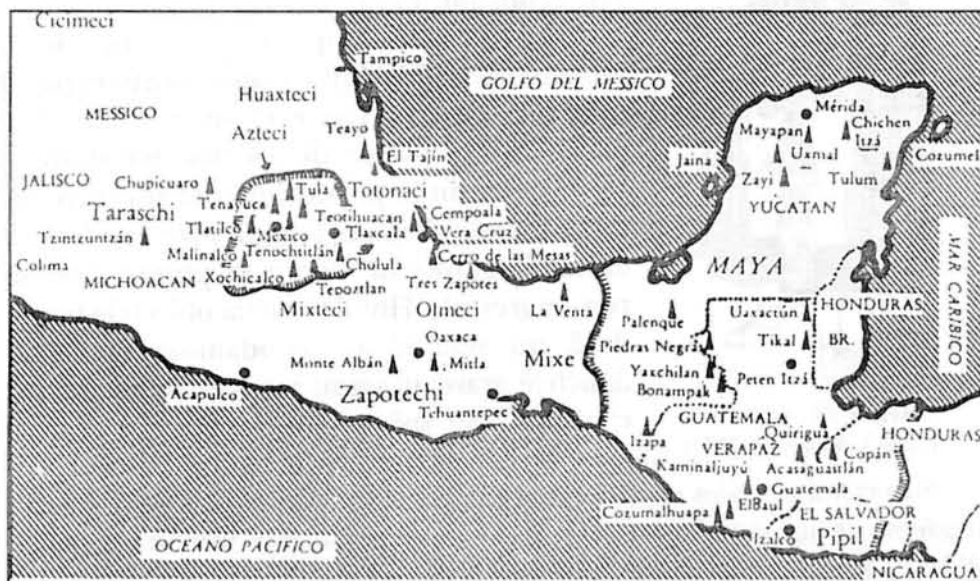 Cicimeci
Tampico
GOLFO DEL MESSICO
Huaxteci
MESSICO
Azteci
Teayo
El Tajín
Mérida
Mayapan
Chichen
Itzá
Uxmal
Cozumel
Jaina
Zayi
Tulum
YUCATAN
JALISCO
Chupicuaro
Tula
Totonaci
Tenayuca
Teotihuacan
Cempoala
Taraschi
Tlatilco
México
Tlaxcala
Vera Cruz
Tzintzuntzán
Malinalco
Tenochtitlán
Cerro de las Mesas
Colima
MICHOACAN
Xochicalco
Cholula
Tres Zapotes
Tepoztlan
MAR CARIBICO
MAYA
Mixteci
Olmeci
La Venta
Palenque
Uaxactún
HONDURAS
BR.
Oaxaca
Piedras Negras
Tikal
Monte Albán
Mitla
Mixe
Yaxchilan
Peten Itzá
Bonampak
Acapulco
Zapotechi
Tehuantepec
GUATEMALA
Quirigua
HONDURAS
Izapa
VERAPAZ
Copán
Kaminaljuyú
Acasaguastlán
Guatemala
Cozumalhuapa
El Baul
EL SALVADOR
Izalco
Pipil
OCEANO PACIFICO
NICARAGUA